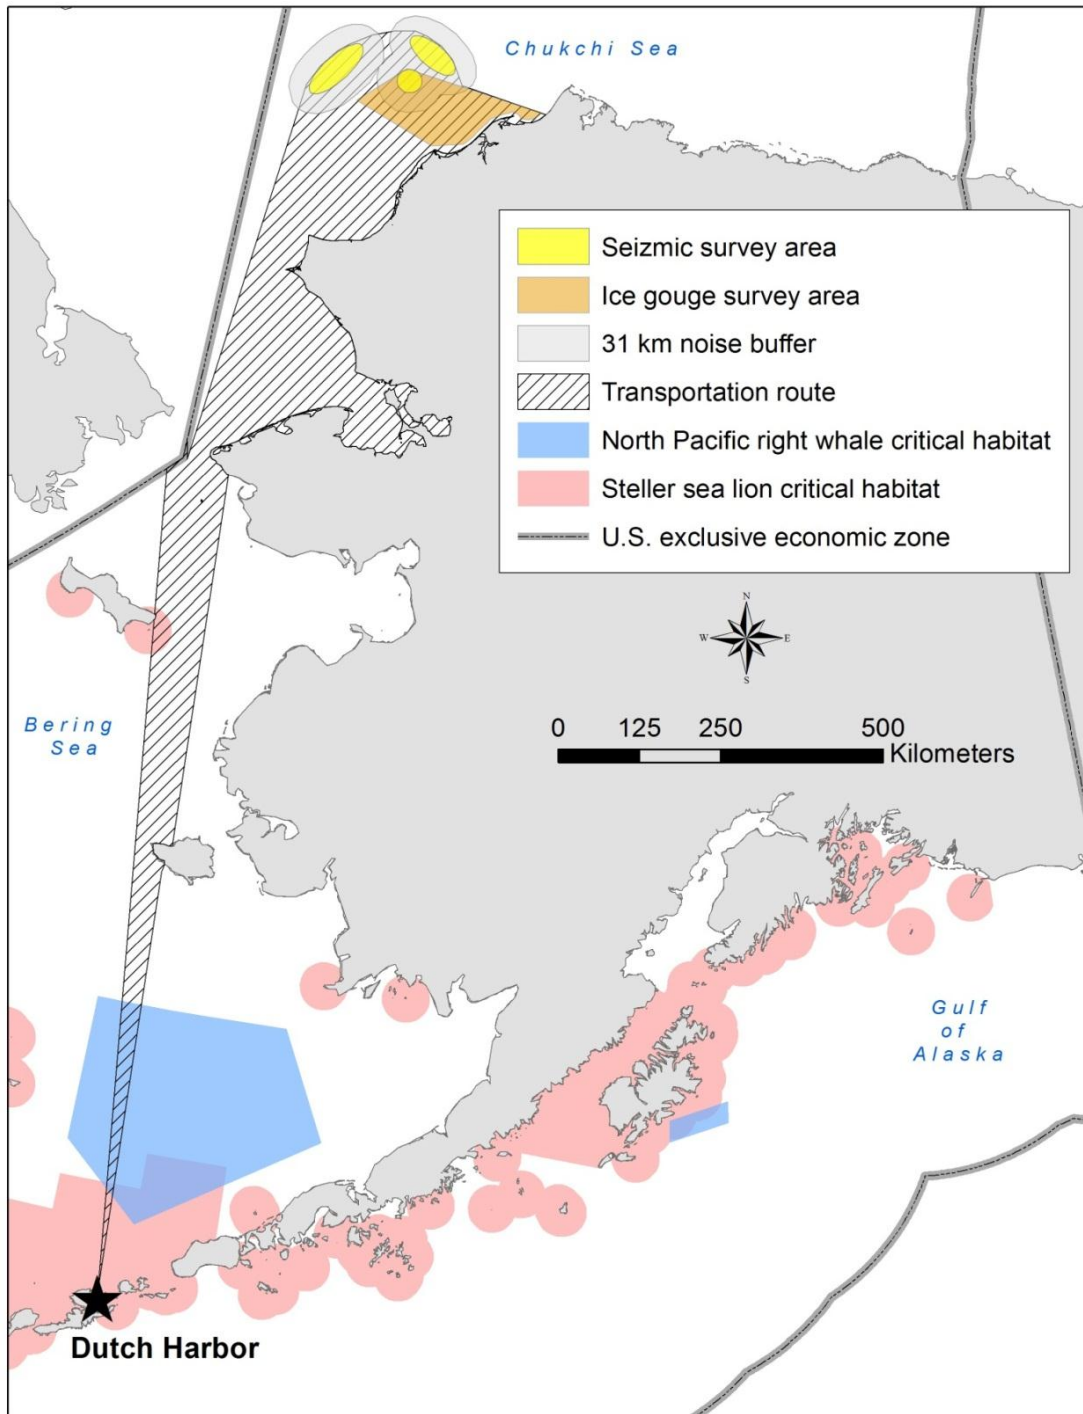 Chukchi Sea
Seizmic survey area
Ice gouge survey area
31 km noise buffer
Transportation route
North Pacific right whale critical habitat
Steller sea lion critical habitat
U.S. exclusive economic zone
N
W E
S
Bering
Sea
0 125 250 500
Kilometers
Gulf
of
Alaska
Dutch Harbor